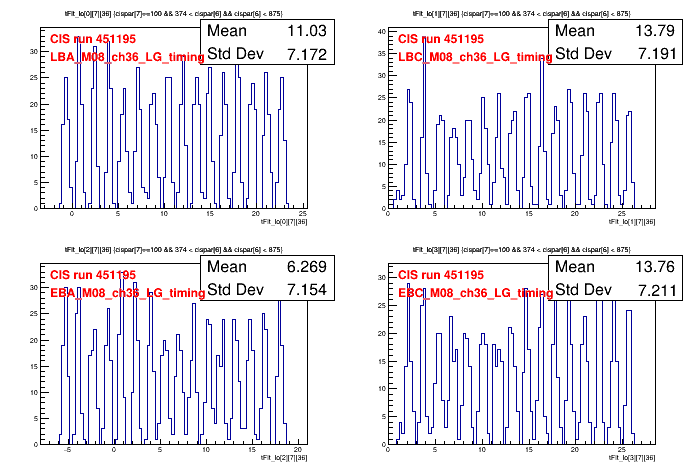 tFit_lo[0][7][36] {cispar[7]==100 && 374 < cispar[6] && cispar[6] < 875}
CIS run 451195
LBA_M08_ch36_LG_timing
Mean 11.03
Std Dev 7.172
30
25
20
15
10
5
0
0 5 10 15 20 25
tFit_lo[0][7][36]
tFit_lo[1][7][36] {cispar[7]==100 && 374 < cispar[6] && cispar[6] < 875}
CIS run 451195
LBC_M08_ch36_LG_timing
Mean 13.79
Std Dev 7.191
40
35
30
25
20
15
10
5
0
0 5 10 15 20 25
tFit_lo[1][7][36]
tFit_lo[2][7][36] {cispar[7]==100 && 374 < cispar[6] && cispar[6] < 875}
CIS run 451195
EBA_M08_ch36_LG_timing
Mean 6.269
Std Dev 7.154
30
25
20
15
10
5
0
-5 0 5 10 15 20
tFit_lo[2][7][36]
tFit_lo[3][7][36] {cispar[7]==100 && 374 < cispar[6] && cispar[6] < 875}
CIS run 451195
EBC_M08_ch36_LG_timing
Mean 13.76
Std Dev 7.211
30
25
20
15
10
5
0
0 5 10 15 20 25
tFit_lo[3][7][36]